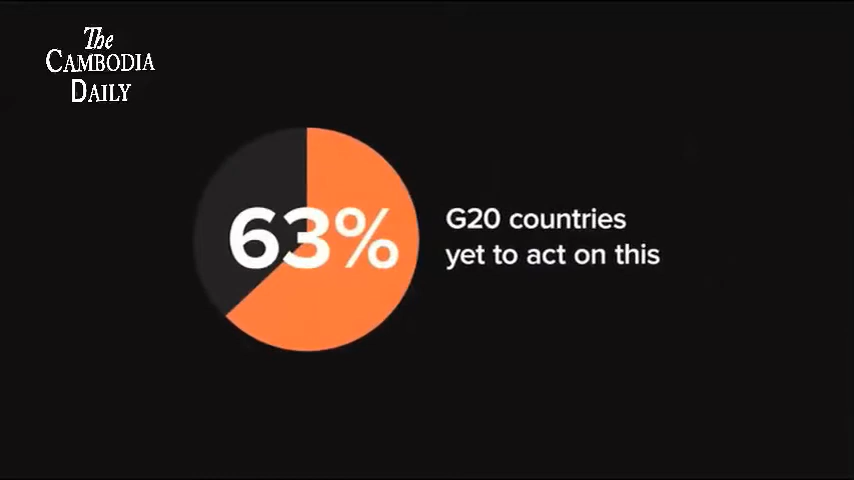 The
CAMBODIA
DAILY
63%
G20 countries
yet to act on this